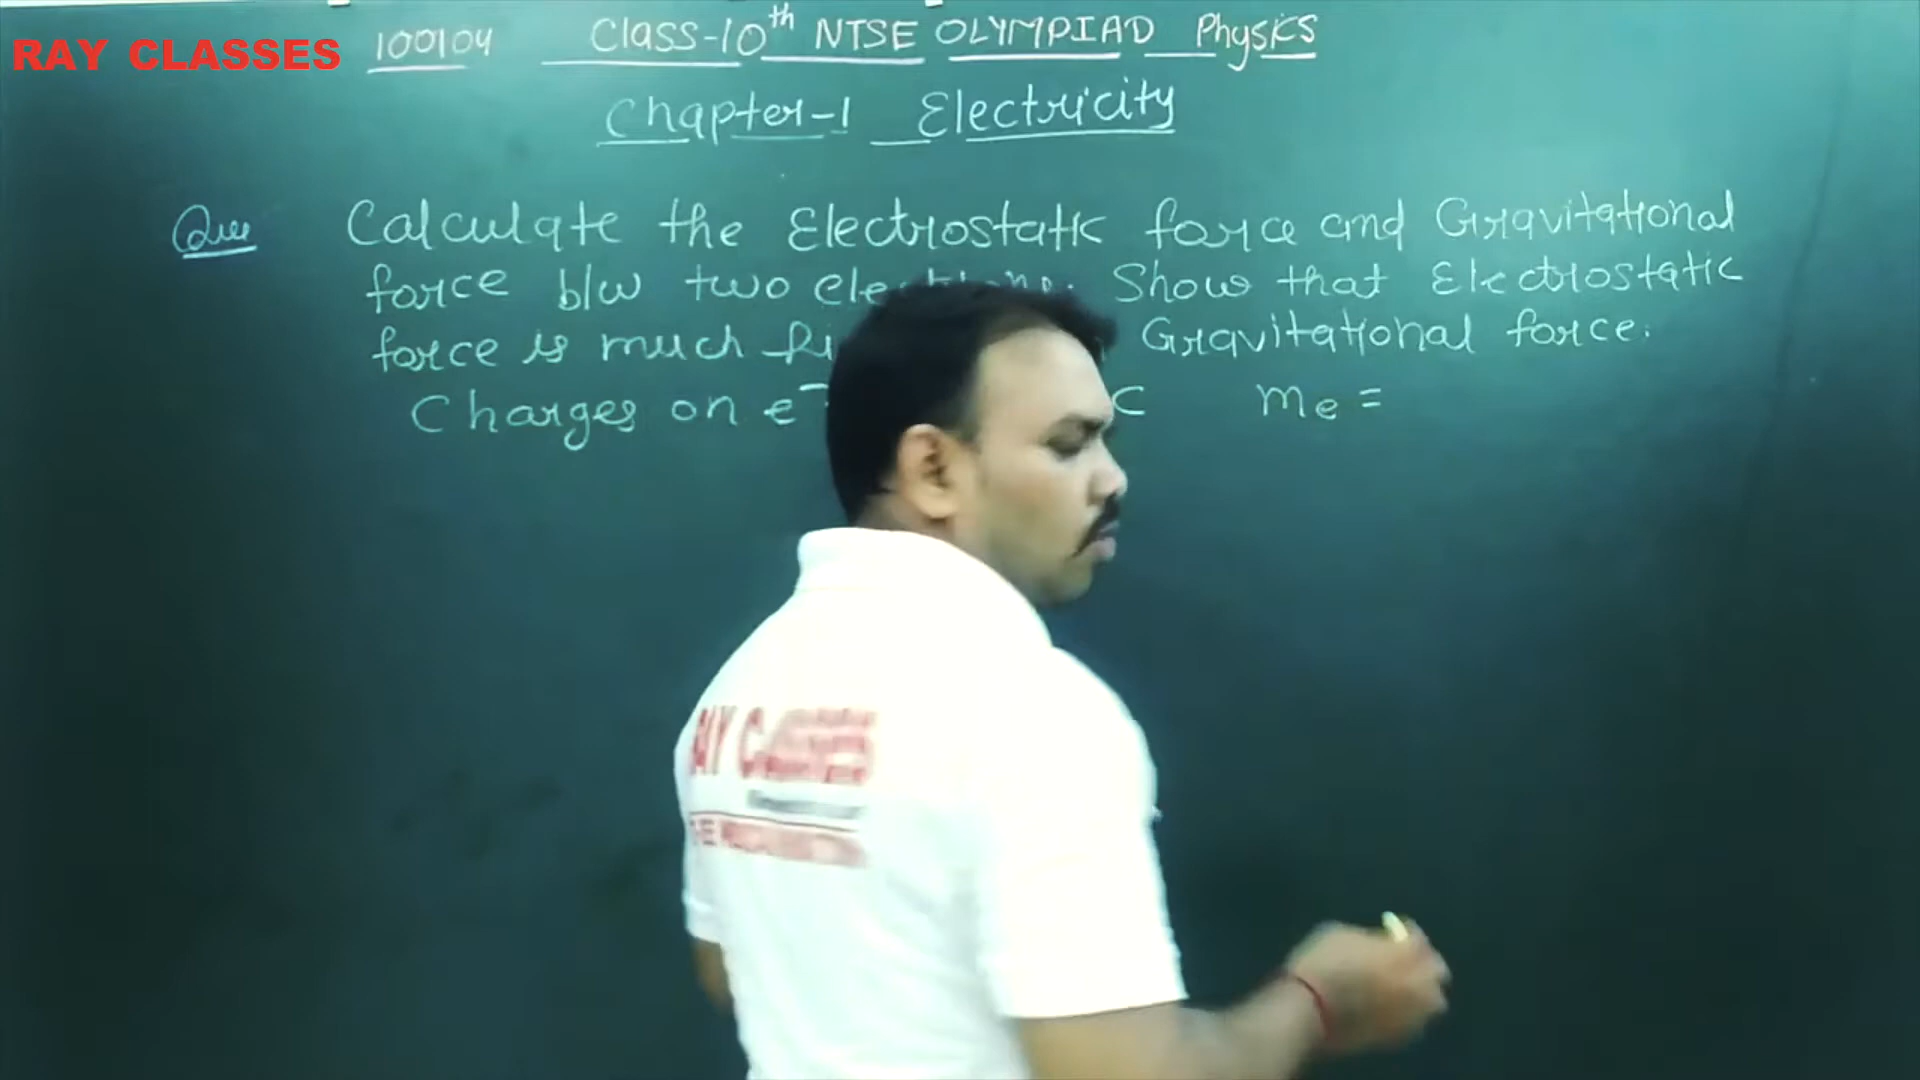 RAY CLASSES
100104 Class-10th NTSE OLYMPIAD Physics
Chapter-1 Electricity
Que Calculate the Electrostatic force and Gravitational
force b/w two Show that Electrostatic
force is much Gravitational force.
Charges on e⁻ C me =